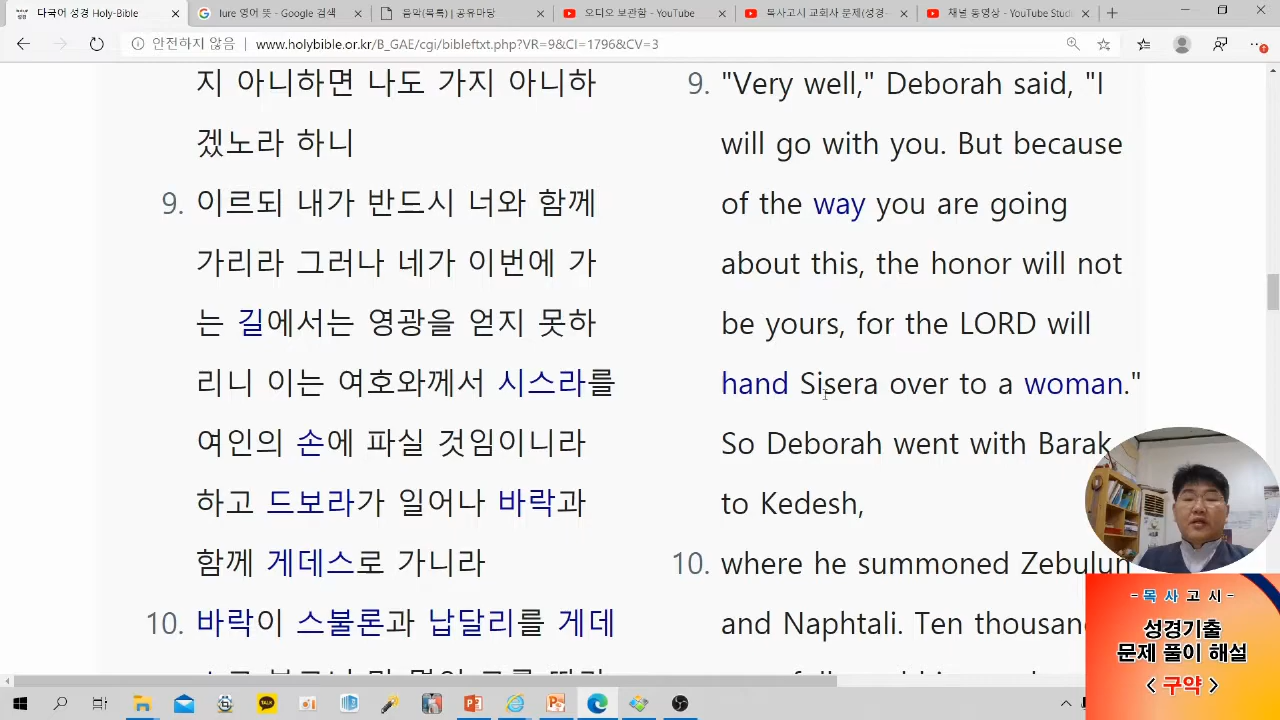 다국어 성경 Holy-Bible
lure 영어 뜻 - Google 검색
음악(목록) | 공유마당
오디오 보관함 - YouTube
목사고시 교회사 문제(성경-
채널 동영상 - YouTube Stud
안전하지 않음
www.holybible.or.kr/B_GAE/cgi/bibleftxt.php?VR=9&CI=1796&CV=3
지 아니하면 나도 가지 아니하
겠노라 하니
9. 이르되 내가 반드시 너와 함께
가리라 그러나 네가 이번에 가
는 길에서는 영광을 얻지 못하
리니 이는 여호와께서 시스라를
여인의 손에 파실 것임이니라
하고 드보라가 일어나 바락과
함께 게데스로 가니라
10. 바락이 스불론과 납달리를 게데
9. "Very well," Deborah said, "I
will go with you. But because
of the way you are going
about this, the honor will not
be yours, for the LORD will
hand Sisera over to a woman."
So Deborah went with Barak
to Kedesh,
10. where he summoned Zebulun
and Naphtali. Ten thousan
- 목 사 고 시 -
성경기출
문제 풀이 해설
< 구약 >